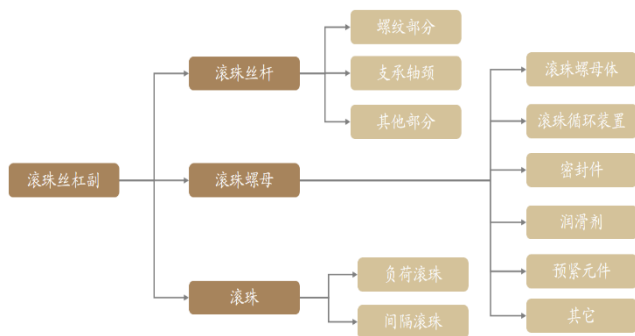 滚珠丝杠副
滚珠丝杆
螺纹部分
支承轴颈
其他部分
滚珠螺母
滚珠螺母体
滚珠循环装置
密封件
润滑剂
预紧元件
其它
滚珠
负荷滚珠
间隔滚珠